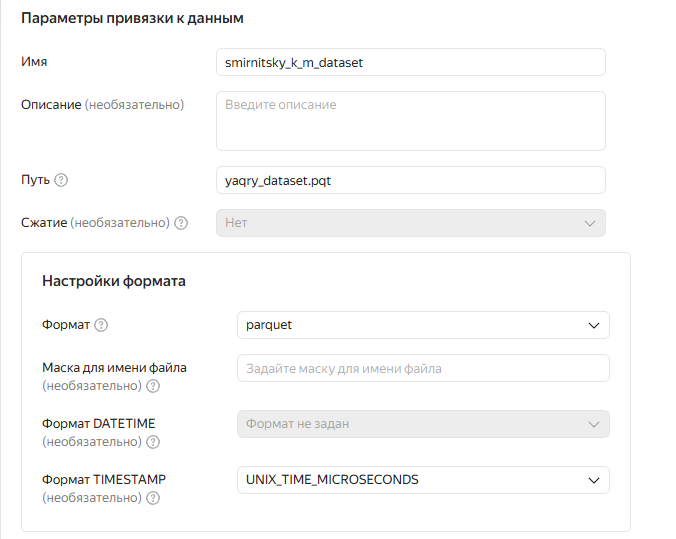 Параметры привязки к данным
Имя
smirnitsky_k_m_dataset
Описание (необязательно)
Введите описание
Путь
yaqry_dataset.pqt
Сжатие (необязательно)
Нет
Настройки формата
Формат
parquet
Маска для имени файла
(необязательно)
Задайте маску для имени файла
Формат DATETIME
(необязательно)
Формат не задан
Формат TIMESTAMP
(необязательно)
UNIX_TIME_MICROSECONDS